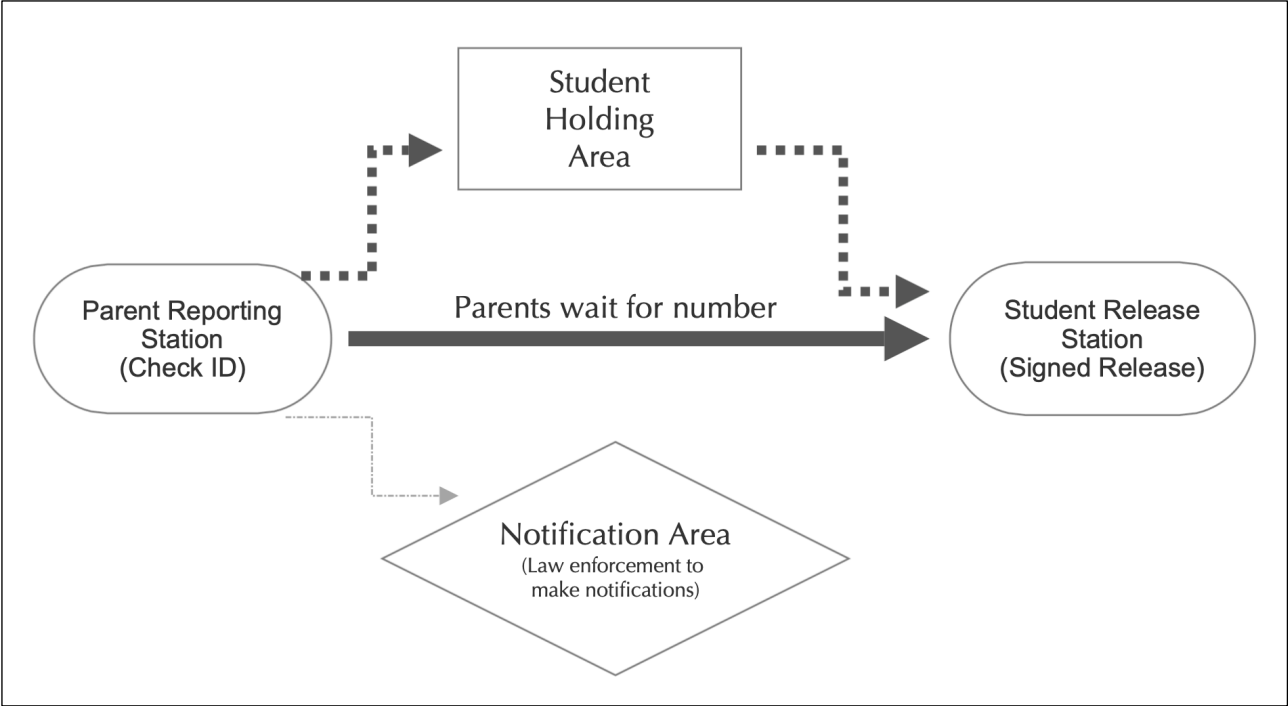 Student
Holding
Area
Parent Reporting
Station
(Check ID)
Parents wait for number
Student Release
Station
(Signed Release)
Notification Area
(Law enforcement to
make notifications)